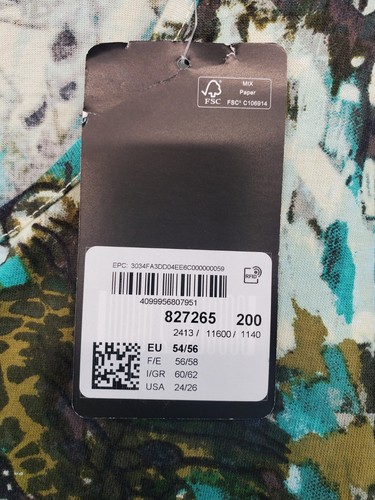 MIX
Paper
FSC
FSC® C106914
EPC: 3034FA3DD04EE6C000000059
RFID
4099956807951
827265 200
2413 / 11600 / 1140
EU 54/56
F/E 56/58
I/GR 60/62
USA 24/26